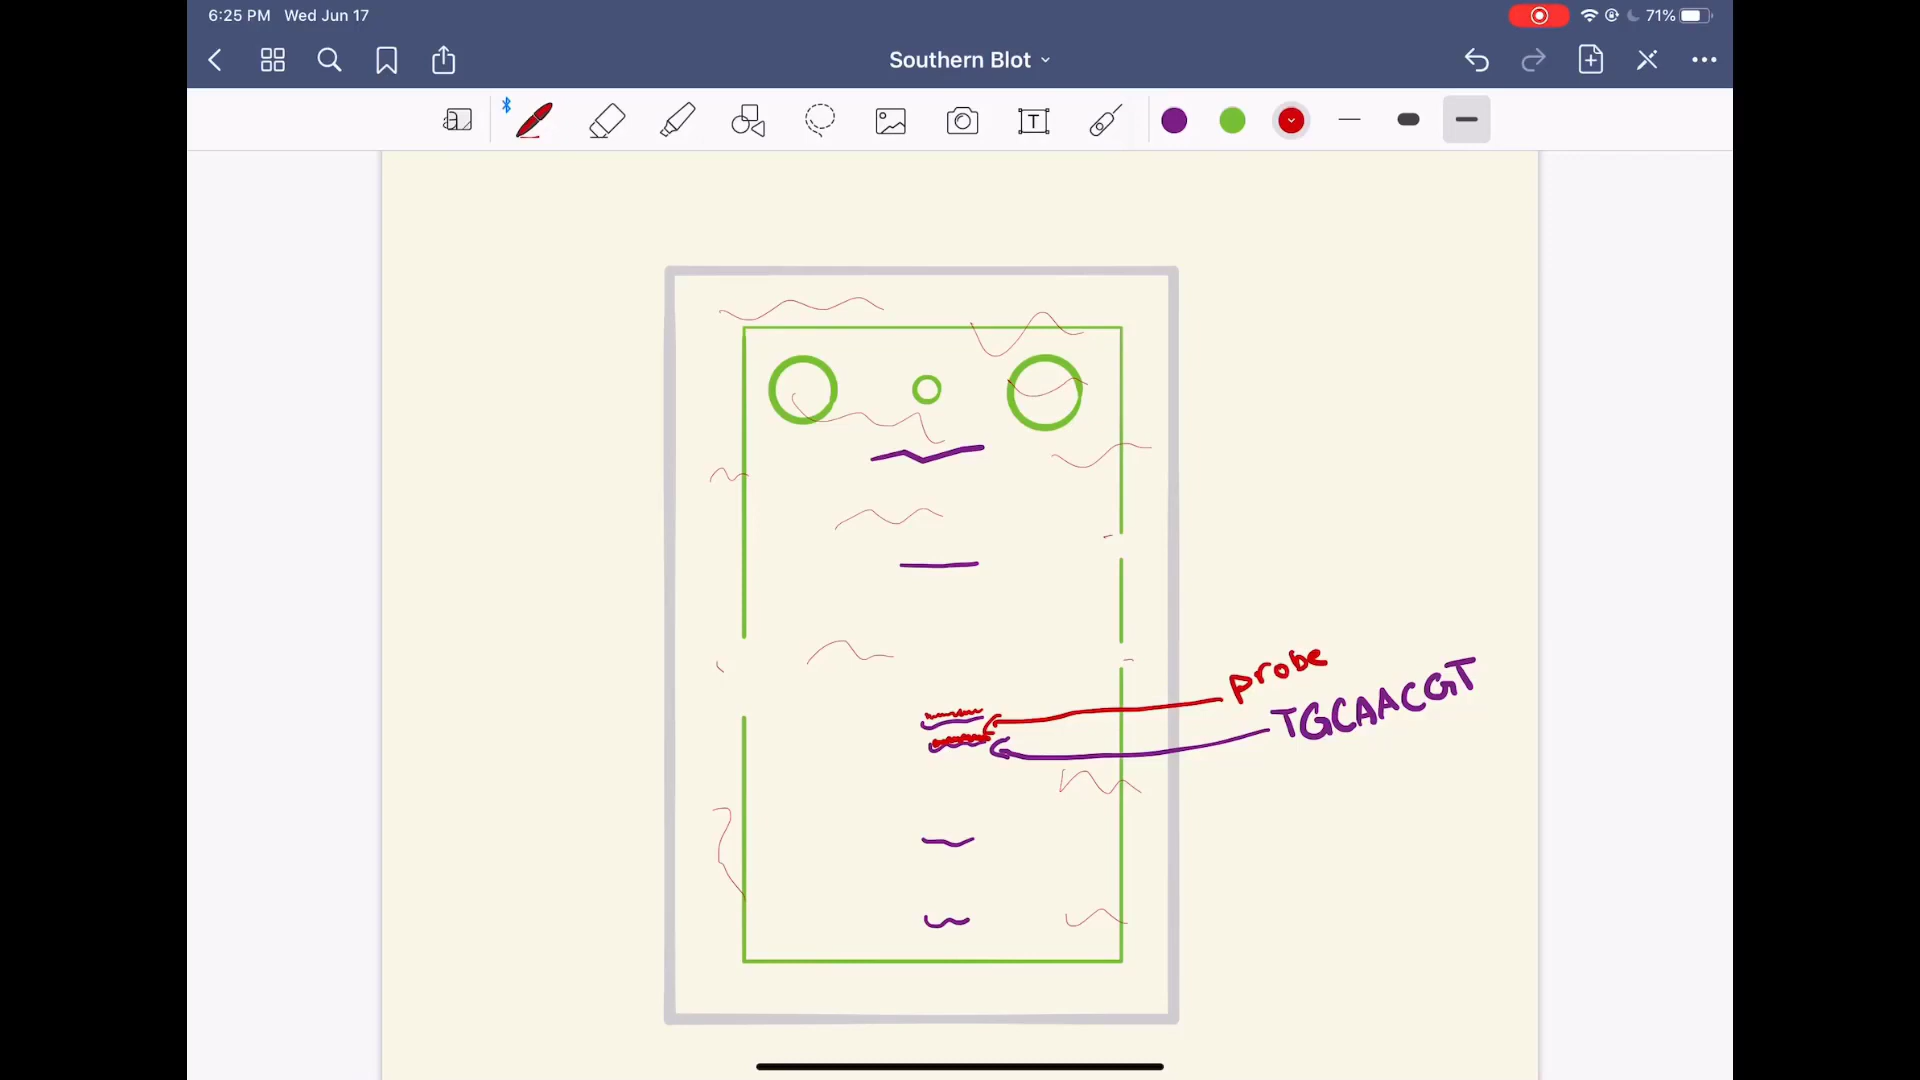 6:25 PM Wed Jun 17
71%
Southern Blot
a
T
probe
TGCAACGT